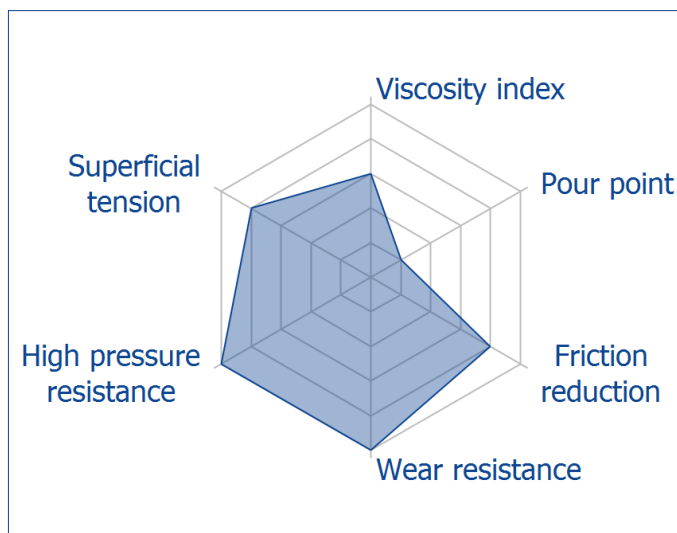 Viscosity index
Superficial
tension
Pour point
High pressure
resistance
Friction
reduction
Wear resistance